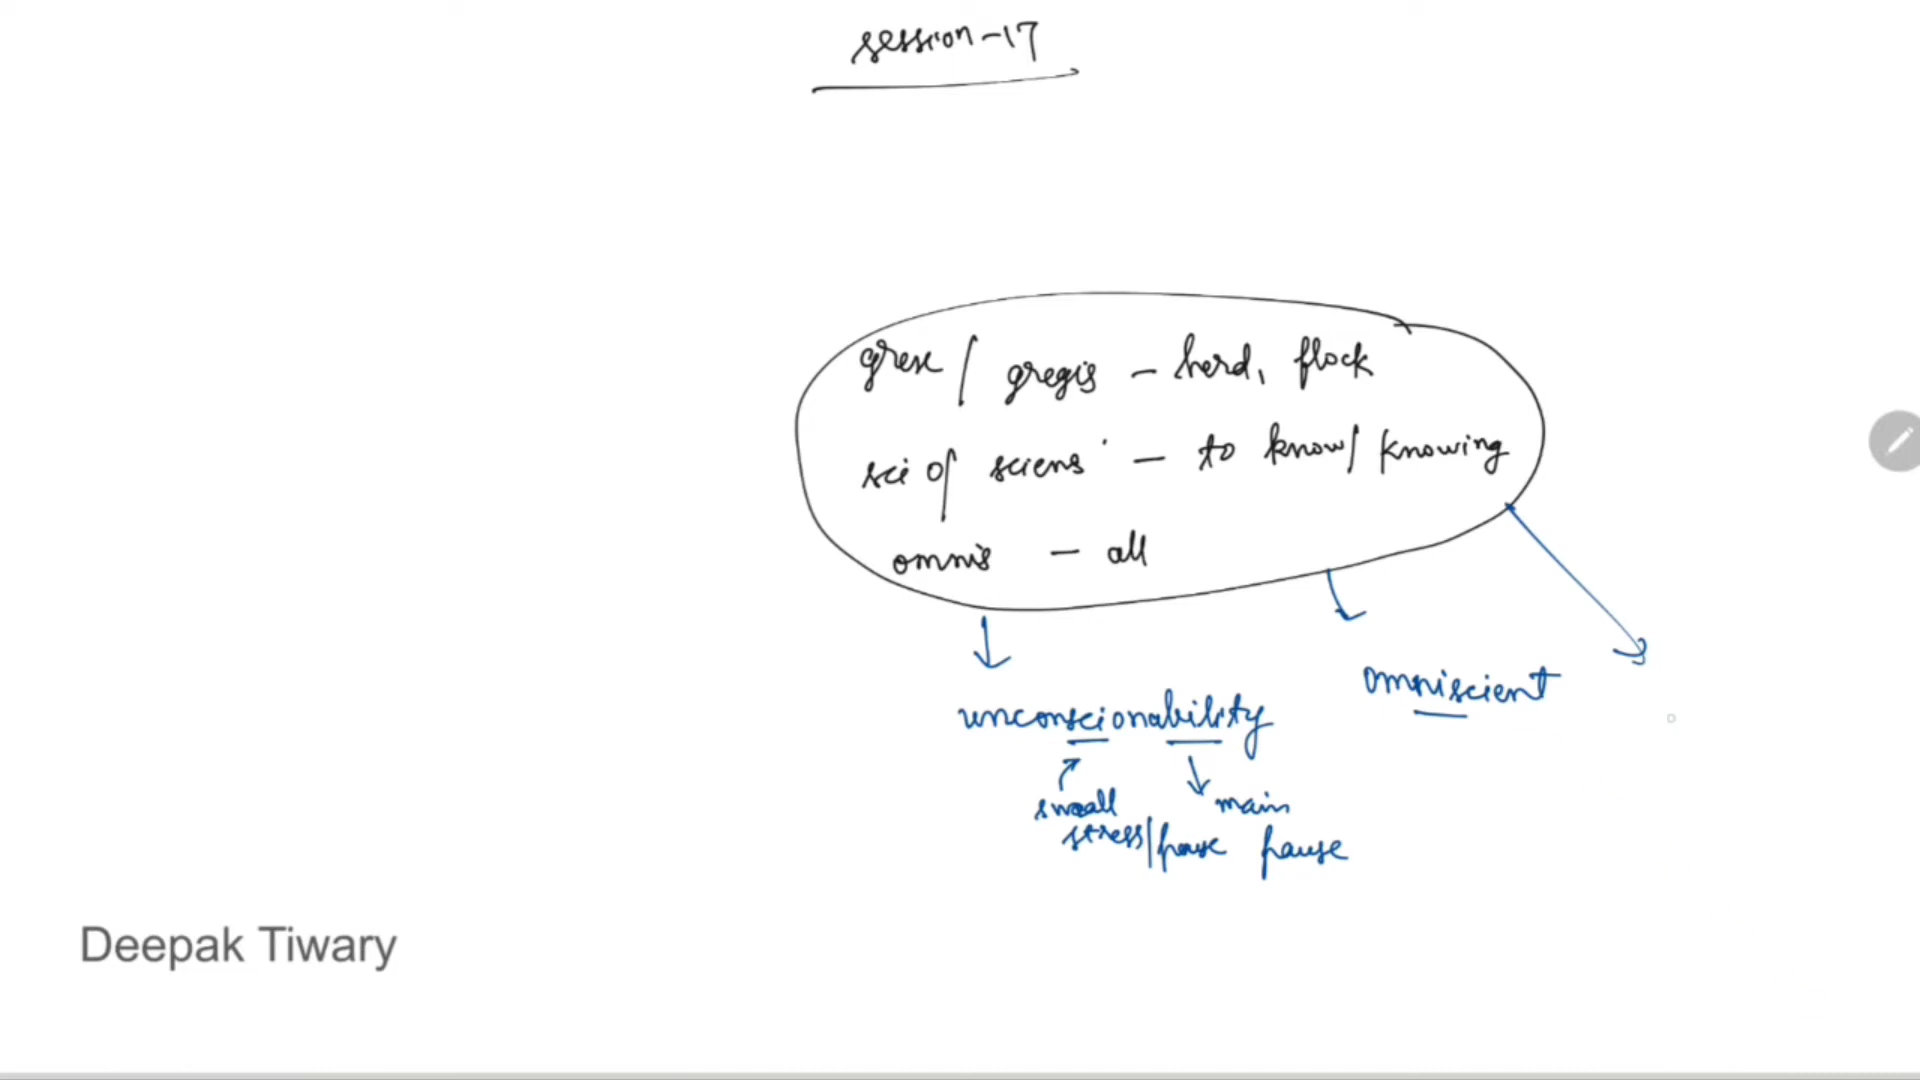 session-17
grex / gregis - herd, flock
sci of sciens - to know/ knowing
omnis - all
omniscient
unconscionability
small stress/pause
main pause
Deepak Tiwary